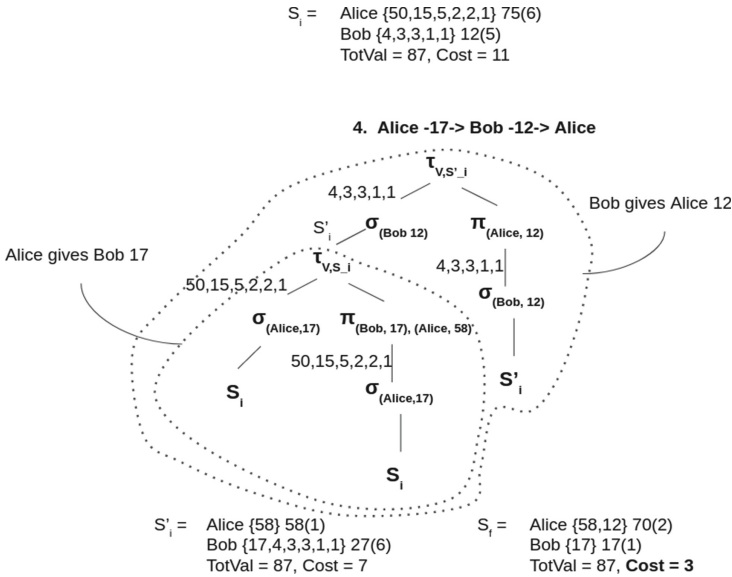 S_i = Alice {50,15,5,2,2,1} 75(6)
Bob {4,3,3,1,1} 12(5)
TotVal = 87, Cost = 11
4. Alice -17-> Bob -12-> Alice
τ_V,S'_i
4,3,3,1,1
Bob gives Alice 12
S'_i
σ_(Bob 12)
π_(Alice, 12)
Alice gives Bob 17
τ_V,S_i
4,3,3,1,1
50,15,5,2,2,1
σ_(Bob, 12)
σ_(Alice,17)
π_(Bob, 17), (Alice, 58)
50,15,5,2,2,1
S_i
σ_(Alice,17)
S'_i
S_i
S'_i = Alice {58} 58(1)
Bob {17,4,3,3,1,1} 27(6)
TotVal = 87, Cost = 7
S_f = Alice {58,12} 70(2)
Bob {17} 17(1)
TotVal = 87, Cost = 3